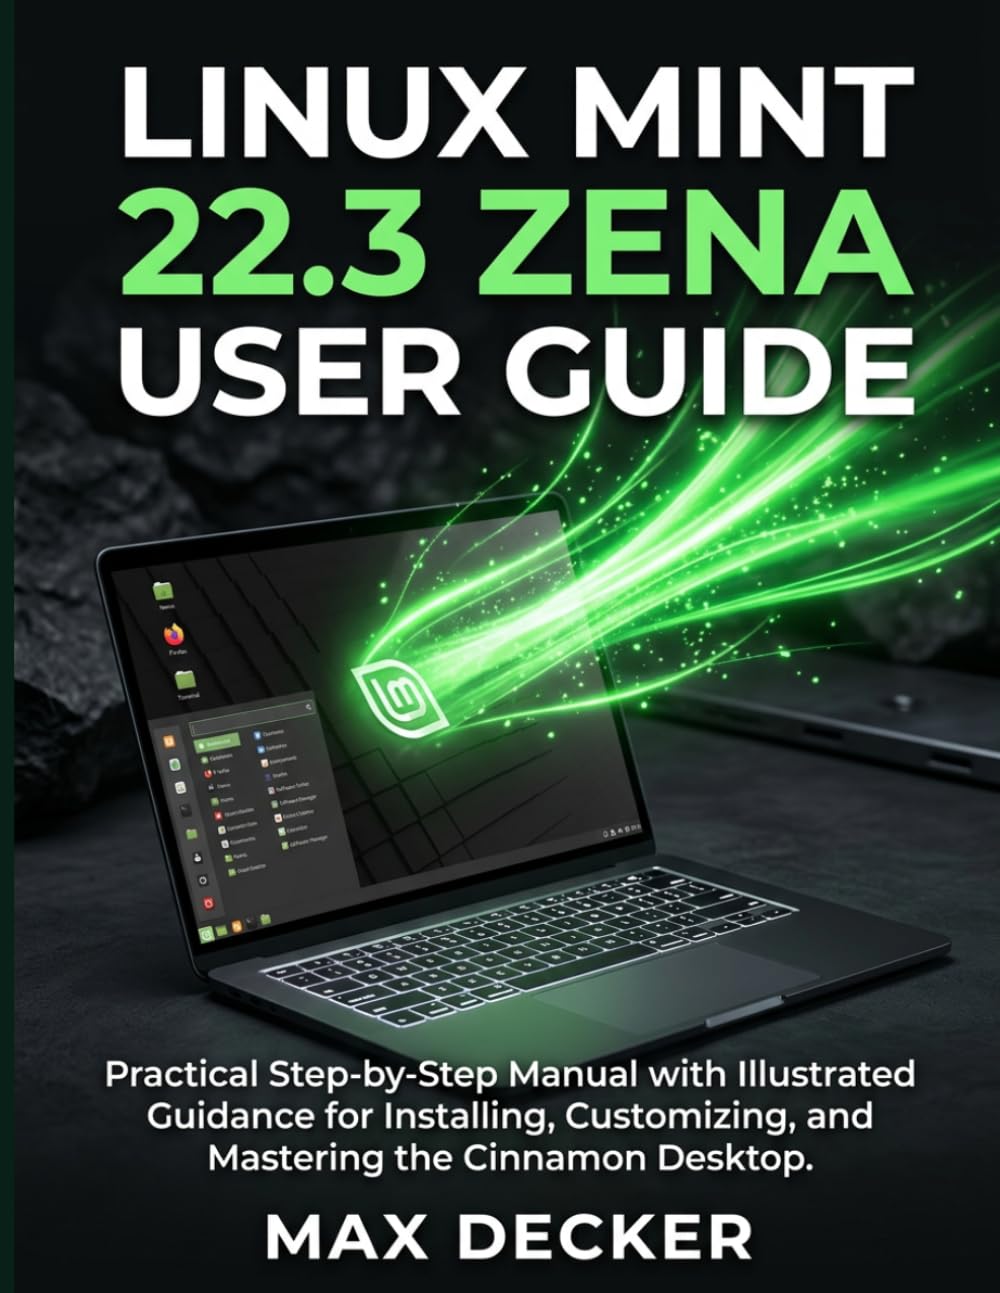 LINUX MINT
22.3 ZENA
USER GUIDE
Practical Step-by-Step Manual with Illustrated
Guidance for Installing, Customizing, and
Mastering the Cinnamon Desktop.
MAX DECKER